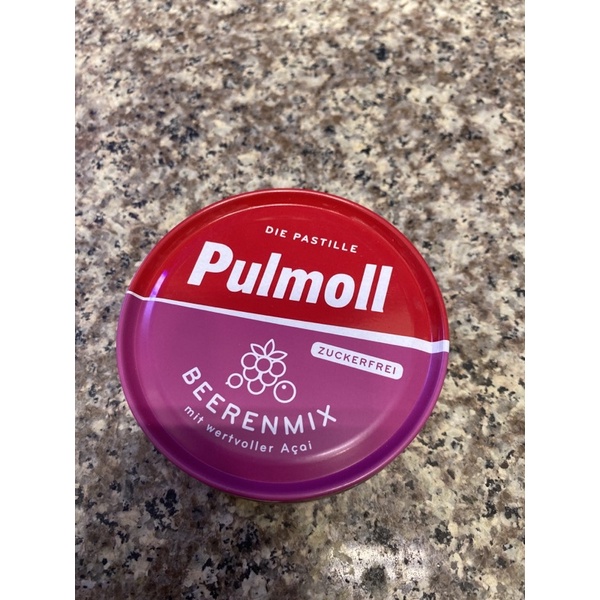 DIE PASTILLE
Pulmoll
ZUCKERFREI
BEERENMIX
mit wertvoller Açai